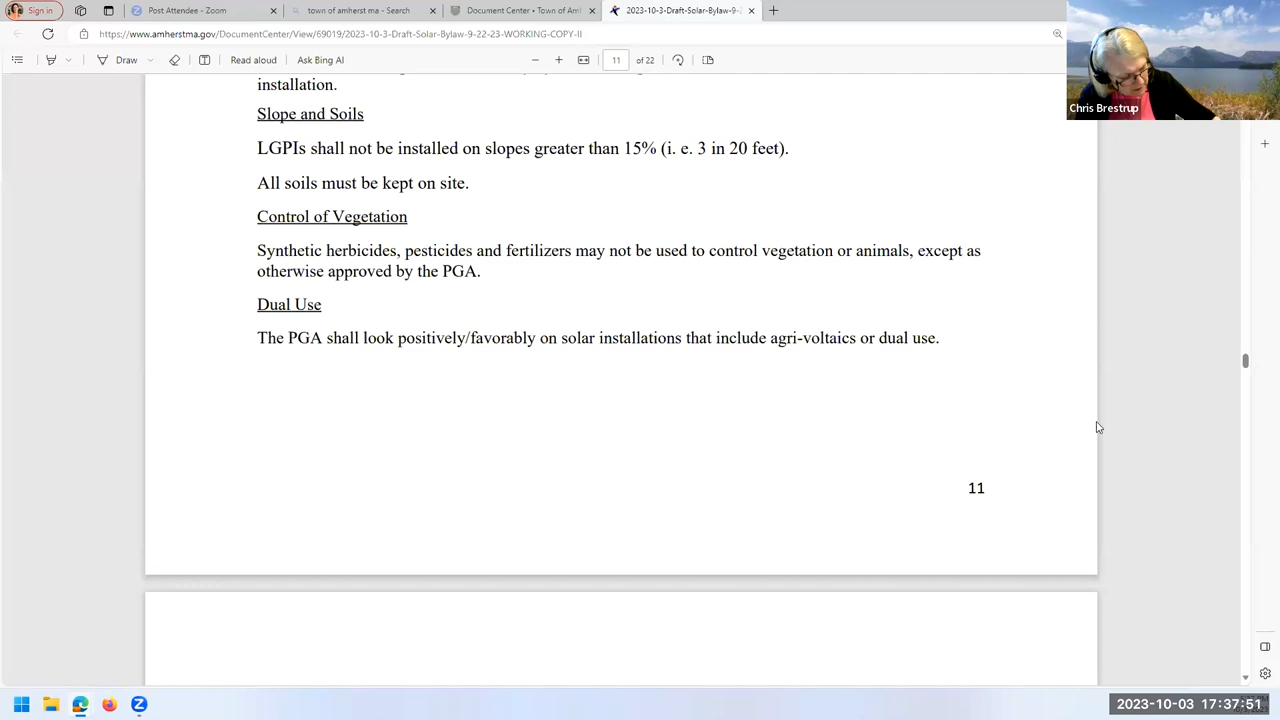 Sign in
Post Attendee - Zoom
town of amherst ma - Search
Document Center • Town of Aml
2023-10-3-Draft-Solar-Bylaw-9-2
https://www.amherstma.gov/DocumentCenter/View/69019/2023-10-3-Draft-Solar-Bylaw-9-22-23-WORKING-COPY-II
Draw
Read aloud
Ask Bing AI
11 of 22
Chris Brestrup
installation.
Slope and Soils
LGPIs shall not be installed on slopes greater than 15% (i. e. 3 in 20 feet).
All soils must be kept on site.
Control of Vegetation
Synthetic herbicides, pesticides and fertilizers may not be used to control vegetation or animals, except as
otherwise approved by the PGA.
Dual Use
The PGA shall look positively/favorably on solar installations that include agri-voltaics or dual use.
11
2023-10-03 17:37:51